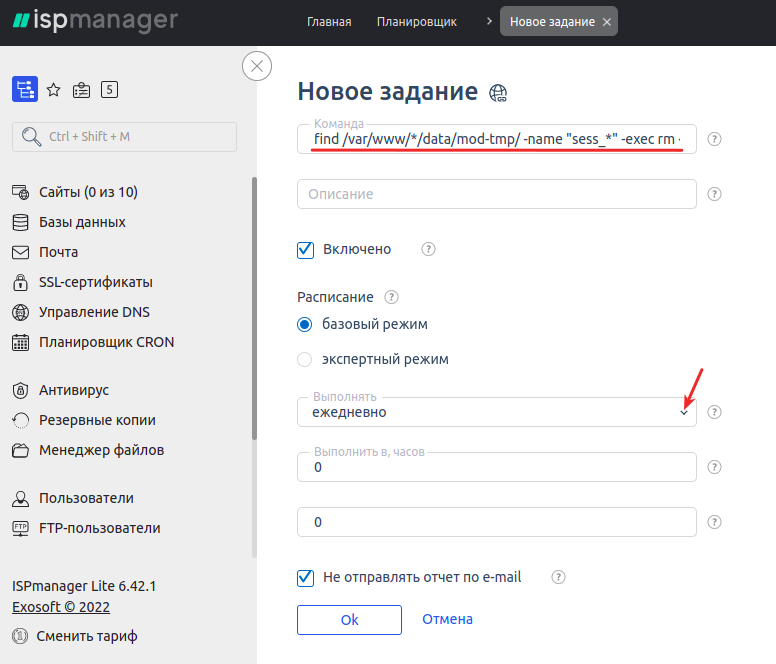 ispmanager
Главная Планировщик > Новое задание ×
5
Ctrl + Shift + M
Сайты (0 из 10)
Базы данных
Почта
SSL-сертификаты
Управление DNS
Планировщик CRON
Антивирус
Резервные копии
Менеджер файлов
Пользователи
FTP FTP-пользователи
ISPmanager Lite 6.42.1
Exosoft © 2022
Сменить тариф
Новое задание
Команда
find /var/www/*/data/mod-tmp/ -name "sess_*" -exec rm -
?
Описание
?
Включено ?
Расписание ?
базовый режим
экспертный режим
Выполнять
ежедневно
?
Выполнить в, часов
0
?
0
?
Не отправлять отчет по e-mail ?
Ok Отмена